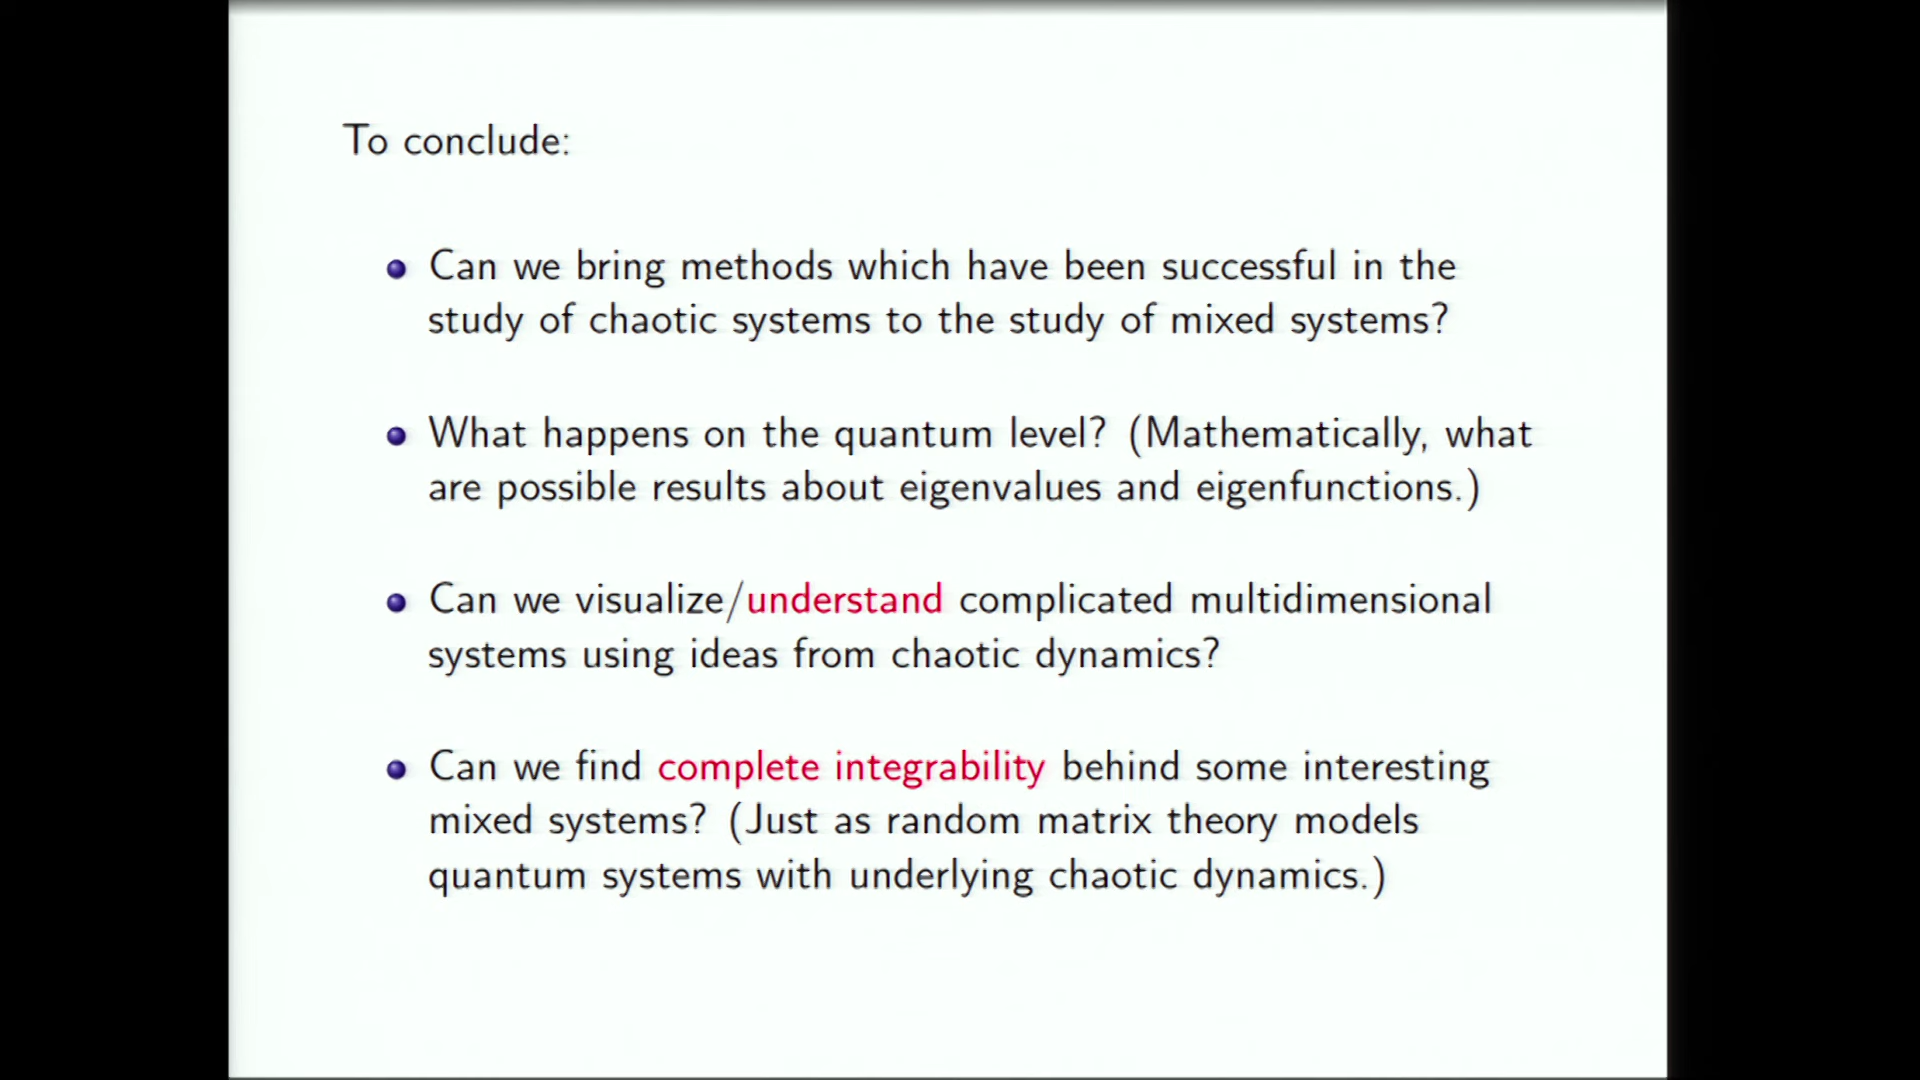 To conclude:
Can we bring methods which have been successful in the
study of chaotic systems to the study of mixed systems?
What happens on the quantum level? (Mathematically, what
are possible results about eigenvalues and eigenfunctions.)
Can we visualize/understand complicated multidimensional
systems using ideas from chaotic dynamics?
Can we find complete integrability behind some interesting
mixed systems? (Just as random matrix theory models
quantum systems with underlying chaotic dynamics.)